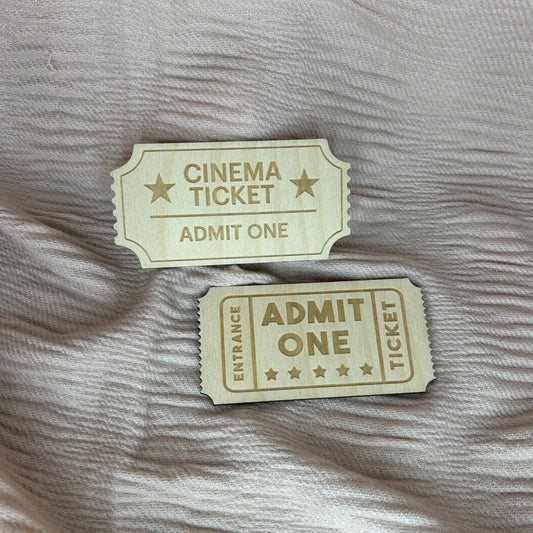 CINEMA
TICKET
ADMIT ONE
ENTRANCE
ADMIT
ONE
TICKET